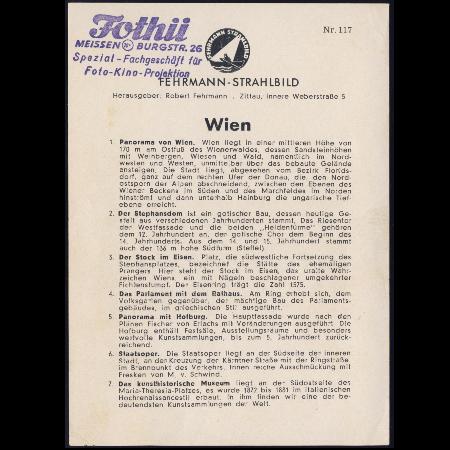 Fothü
MEISSEN BURGSTR. 26
Spezial-Fachgeschäft für
Foto-Kino-Projektion
Nr. 117
FEHRMANN STRAHLBILD
FEHRMANN-STRAHLBILD
Herausgeber: Robert Fehrmann . Zittau, Innere Weberstraße 5
Wien
1. Panorama von Wien. Wien liegt in einer mittleren Höhe von
170 m am Ostfuß des Wienerwaldes, dessen Sandsteinhöhen
mit Weinbergen, Wiesen und Wald, namentlich im Nord-
westen und Westen, unmittelbar über das bebaute Gelände
ansteigen. Die Stadt liegt, abgesehen vom Bezirk Florids-
dorf, ganz auf dem rechten Ufer der Donau, die, den Nord-
ostsporn der Alpen abschneidend, zwischen den Ebenen des
Wiener Beckens im Süden und des Marchfeldes im Norden
hinströmt und dann unterhalb Hainburg die ungarische Tief-
ebene erreicht.
2. Der Stephansdom ist ein gotischer Bau, dessen heutige Ge-
stalt aus verschiedenen Jahrhunderten stammt. Das Riesentor
der Westfassade und die beiden „Heidentürme" gehören
dem 12. Jahrhundert an, der gotische Chor dem Beginn des
14. Jahrhunderts. Aus dem 14. und 15. Jahrhundert stammt
auch der 136 m hohe Südturm (Steffel).
3. Der Stock im Eisen. Platz, die südwestliche Fortsetzung des
Stephansplatzes, bezeichnet die Stätte des ehemaligen
Prangers. Hier steht der Stock im Eisen, das uralte Wahr-
zeichen Wiens, ein mit Nägeln beschlagener umgekehrter
Fichtenstumpf. Der Eisenring trägt die Zahl 1575.
4. Das Parlament mit dem Rathaus. Am Ring erhebt sich, dem
Volksgarten gegenüber, der mächtige Bau des Parlaments-
gebäudes, im griechischen Stil ausgeführt.
5. Panorama mit Hofburg. Die Hauptfassade wurde nach den
Plänen Fischer von Erlachs mit Veränderungen ausgeführt. Die
Hofburg enthält Festsäle, Ausstellungsräume und besonders
wertvolle Kunstsammlungen, bis zum 5. Jahrhundert zurück-
reichend.
6. Staatsoper. Die Staatsoper liegt an der Südseite der inneren
Stadt, an der Kreuzung der Kärntner Straße mit der Ringstraße
im Brennpunkt des Verkehrs. Innen reiche Ausschmückung mit
Fresken von M. v. Schwind.
7. Das kunsthistorische Museum liegt an der Südostseite des
Maria-Theresia-Platzes, es wurde 1872 bis 1881 im italienischen
Hochrenaissancestil erbaut. In ihm finden wir eine der be-
deutendsten Kunstsammlungen der Welt.